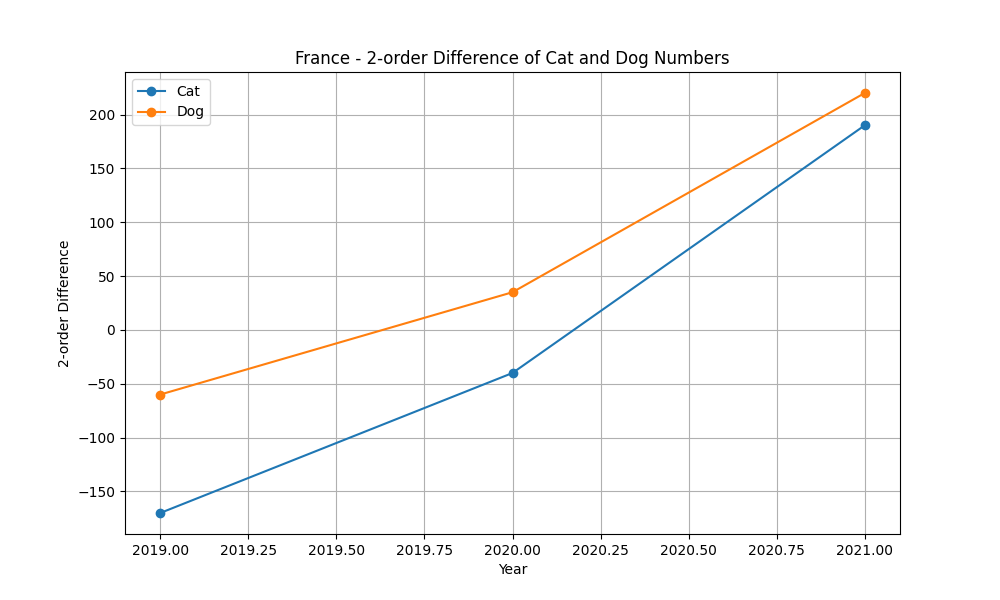 France - 2-order Difference of Cat and Dog Numbers
Cat
Dog
2-order Difference
200
150
100
50
0
−50
−100
−150
2019.00 2019.25 2019.50 2019.75 2020.00 2020.25 2020.50 2020.75 2021.00
Year